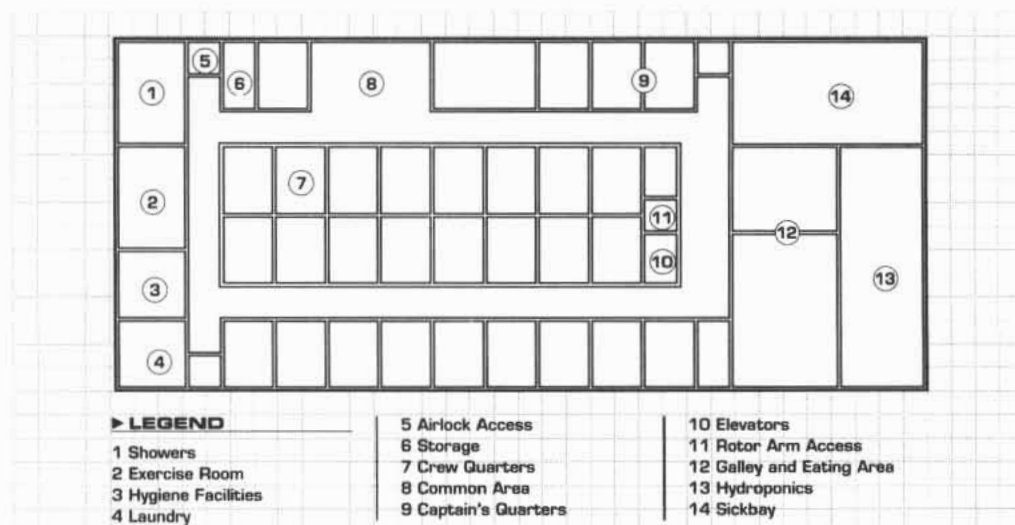 5
6
8
9
1
14
7
2
11
12
10
13
3
4
▶ LEGEND
1 Showers
2 Exercise Room
3 Hygiene Facilities
4 Laundry
5 Airlock Access
6 Storage
7 Crew Quarters
8 Common Area
9 Captain's Quarters
10 Elevators
11 Rotor Arm Access
12 Galley and Eating Area
13 Hydroponics
14 Sickbay